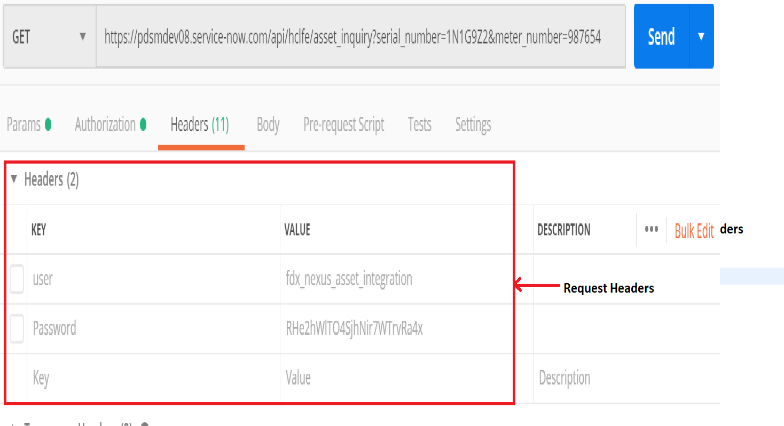 GET https://pdsmdev08.service-now.com/api/hclfe/asset_inquiry?serial_number=1N1G9Z2&meter_number=987654 Send
Params Authorization Headers (11) Body Pre-request Script Tests Settings
Headers (2)
KEY VALUE DESCRIPTION Bulk Edit ders
user fdx_nexus_asset_integration
Request Headers
Password RHe2hWlTO4SjhNir7WTrvRa4x
Key Value Description